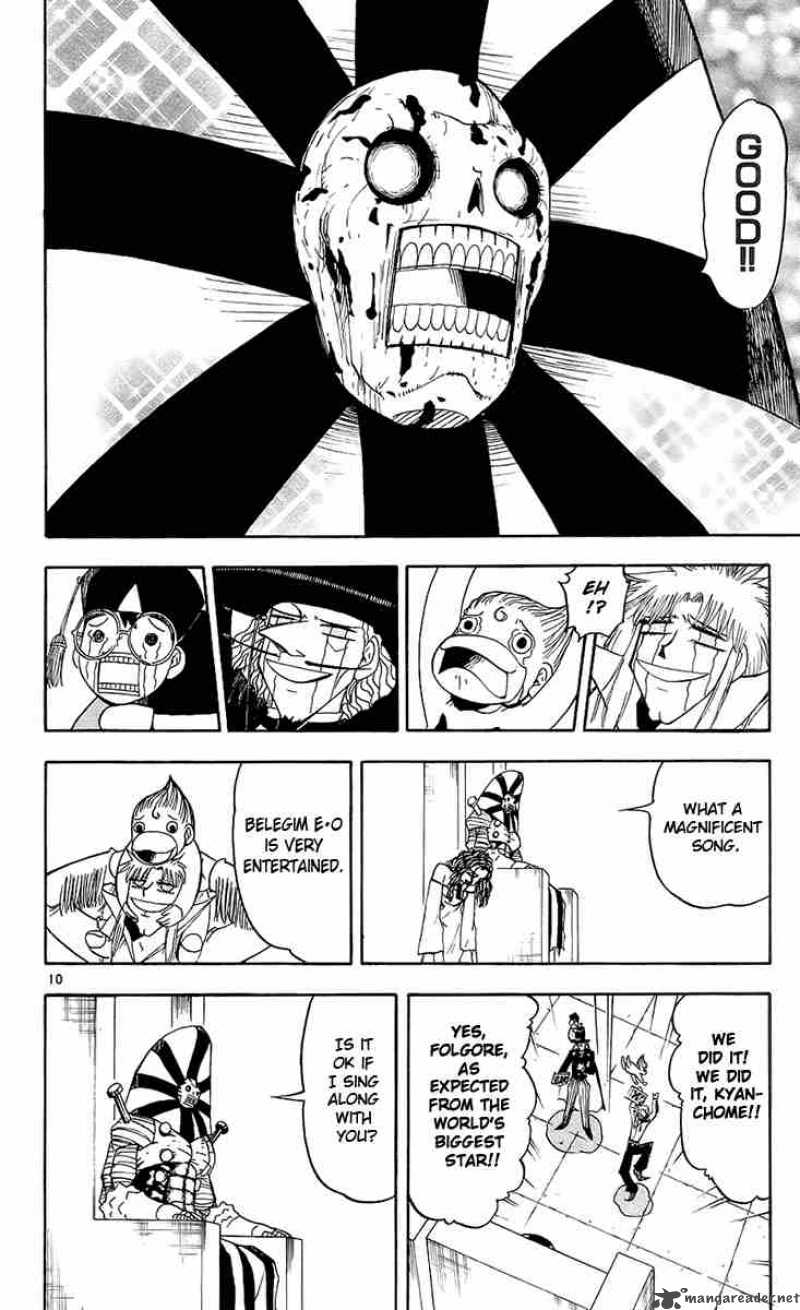 GOOD!!
EH
!?
WHAT A
MAGNIFICENT
SONG.
BELEGIM E•O
IS VERY
ENTERTAINED.
10
WE
DID IT!
WE DID
IT, KYAN-
CHOME!!
YES,
FOLGORE,
AS
EXPECTED
FROM THE
WORLD'S
BIGGEST
STAR!!
IS IT
OK IF
I SING
ALONG
WITH
YOU?
mangareader.net